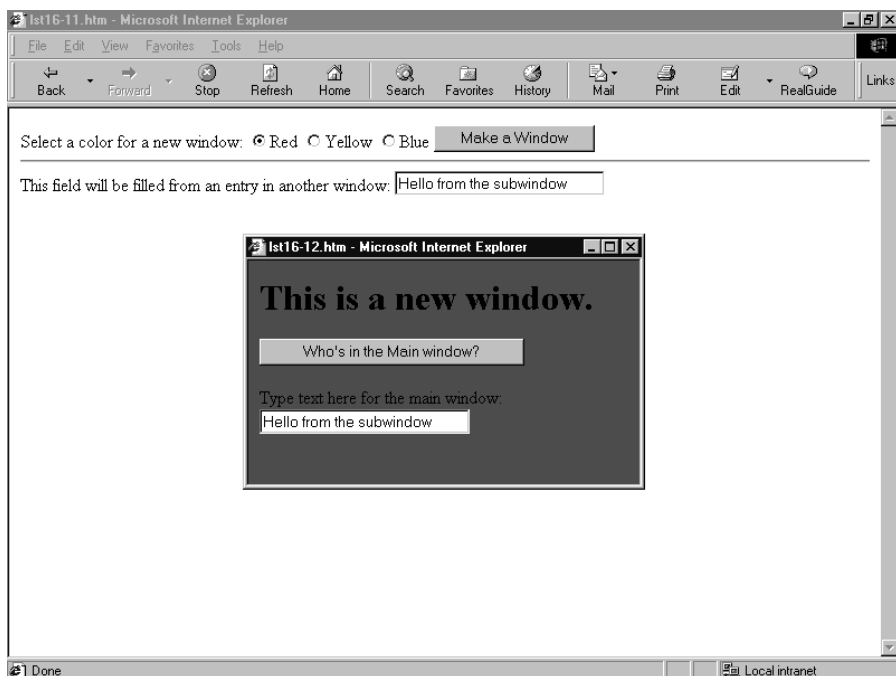 lst16-11.htm - Microsoft Internet Explorer
File Edit View Favorites Tools Help
Back Forward Stop Refresh Home Search Favorites History Mail Print Edit RealGuide Links
Select a color for a new window: Red Yellow Blue Make a Window
This field will be filled from an entry in another window: Hello from the subwindow
lst16-12.htm - Microsoft Internet Explorer
This is a new window.
Who's in the Main window?
Type text here for the main window:
Hello from the subwindow
Done Local intranet